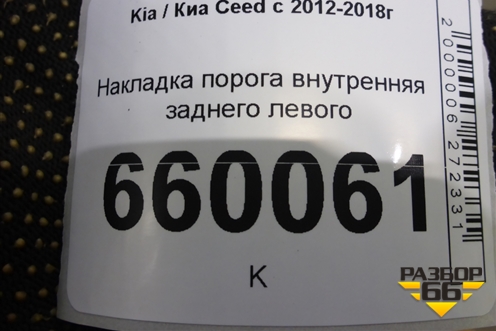 Kia / Киа Ceed с 2012-2018г
Накладка порога внутренняя
заднего левого
660061
К
2000006272331
РАЗБОР
66